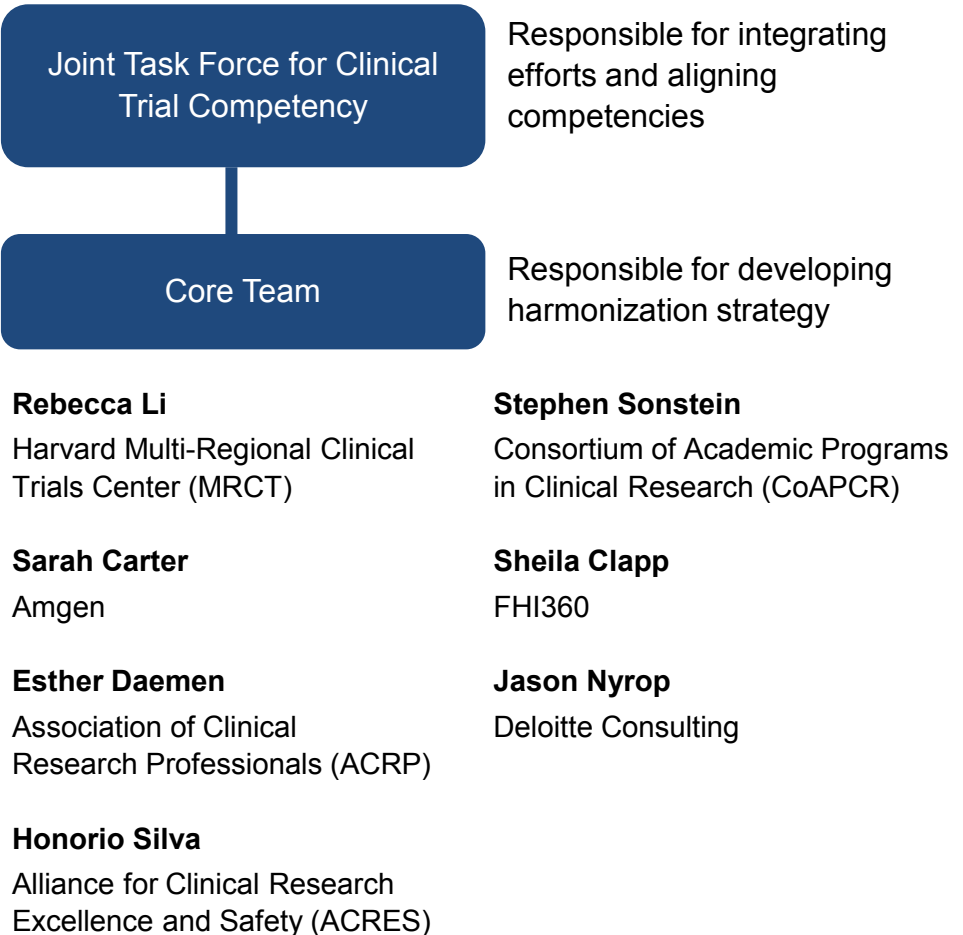 Joint Task Force for Clinical
Trial Competency
Responsible for integrating
efforts and aligning
competencies
Core Team
Responsible for developing
harmonization strategy
Rebecca Li
Harvard Multi-Regional Clinical
Trials Center (MRCT)
Stephen Sonstein
Consortium of Academic Programs
in Clinical Research (CoAPCR)
Sarah Carter
Amgen
Sheila Clapp
FHI360
Esther Daemen
Association of Clinical
Research Professionals (ACRP)
Jason Nyrop
Deloitte Consulting
Honorio Silva
Alliance for Clinical Research
Excellence and Safety (ACRES)